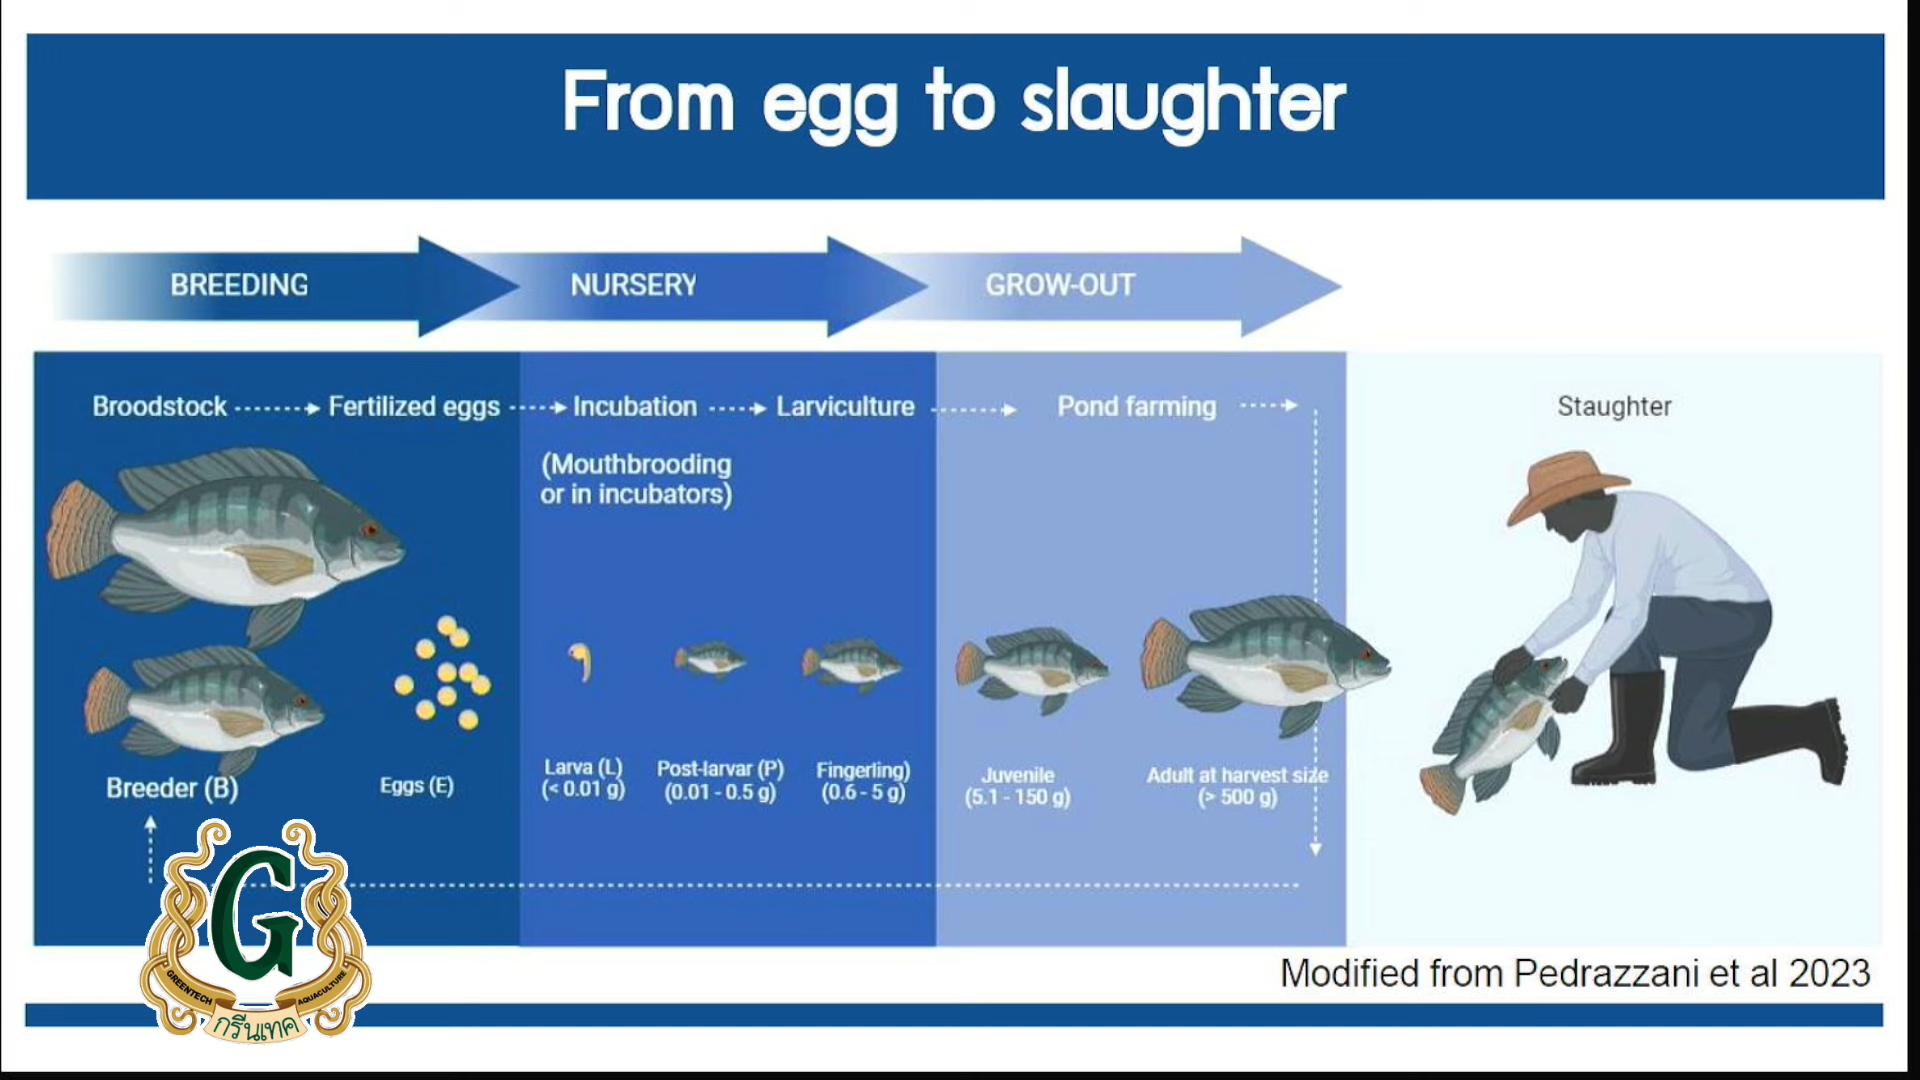 From egg to slaughter
BREEDING
NURSERY
GROW-OUT
Broodstock
Fertilized eggs
Incubation
Larviculture
Pond farming
Staughter
(Mouthbrooding
or in incubators)
Breeder (B)
Eggs (E)
Larva (L)
(< 0.01 g)
Post-larvar (P)
(0.01 - 0.5 g)
Fingerling)
(0.6 - 5 g)
Juvenile
(5.1 - 150 g)
Adult at harvest size
(> 500 g)
G
GREENTECH
AQUACULTURE
กรีนเทค
Modified from Pedrazzani et al 2023